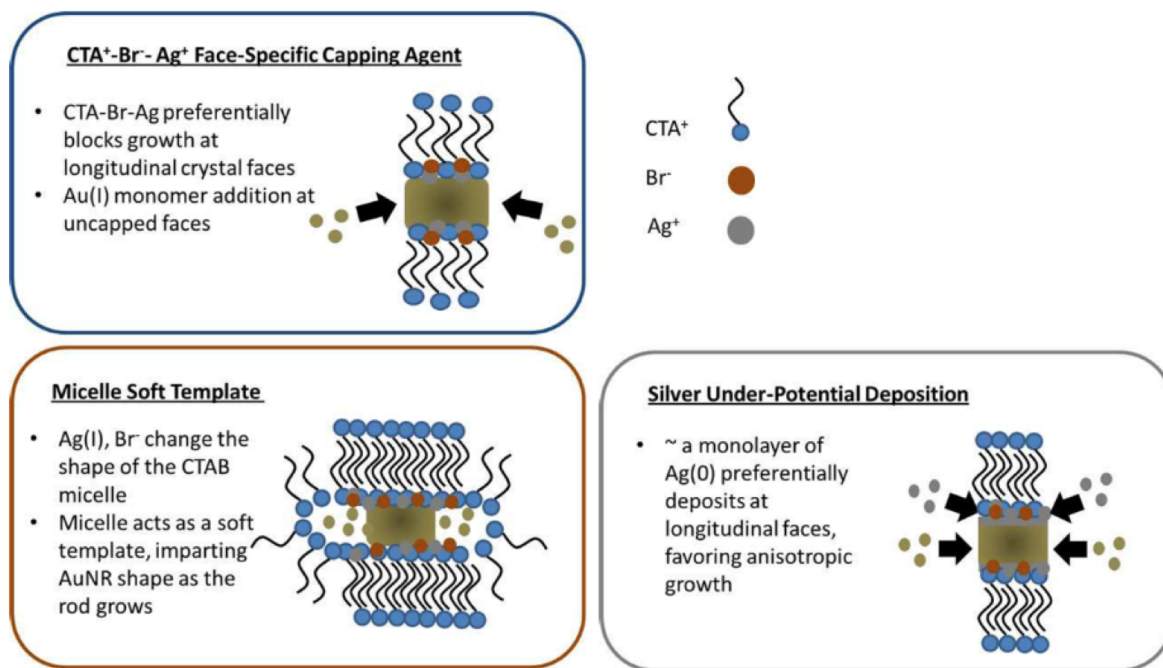 CTA⁺-Br⁻- Ag⁺ Face-Specific Capping Agent
• CTA-Br-Ag preferentially
blocks growth at
longitudinal crystal faces
• Au(I) monomer addition at
uncapped faces
CTA⁺
Br⁻
Ag⁺
Micelle Soft Template
• Ag(I), Br⁻ change the
shape of the CTAB
micelle
• Micelle acts as a soft
template, imparting
AuNR shape as the
rod grows
Silver Under-Potential Deposition
• ~ a monolayer of
Ag(0) preferentially
deposits at
longitudinal faces,
favoring anisotropic
growth